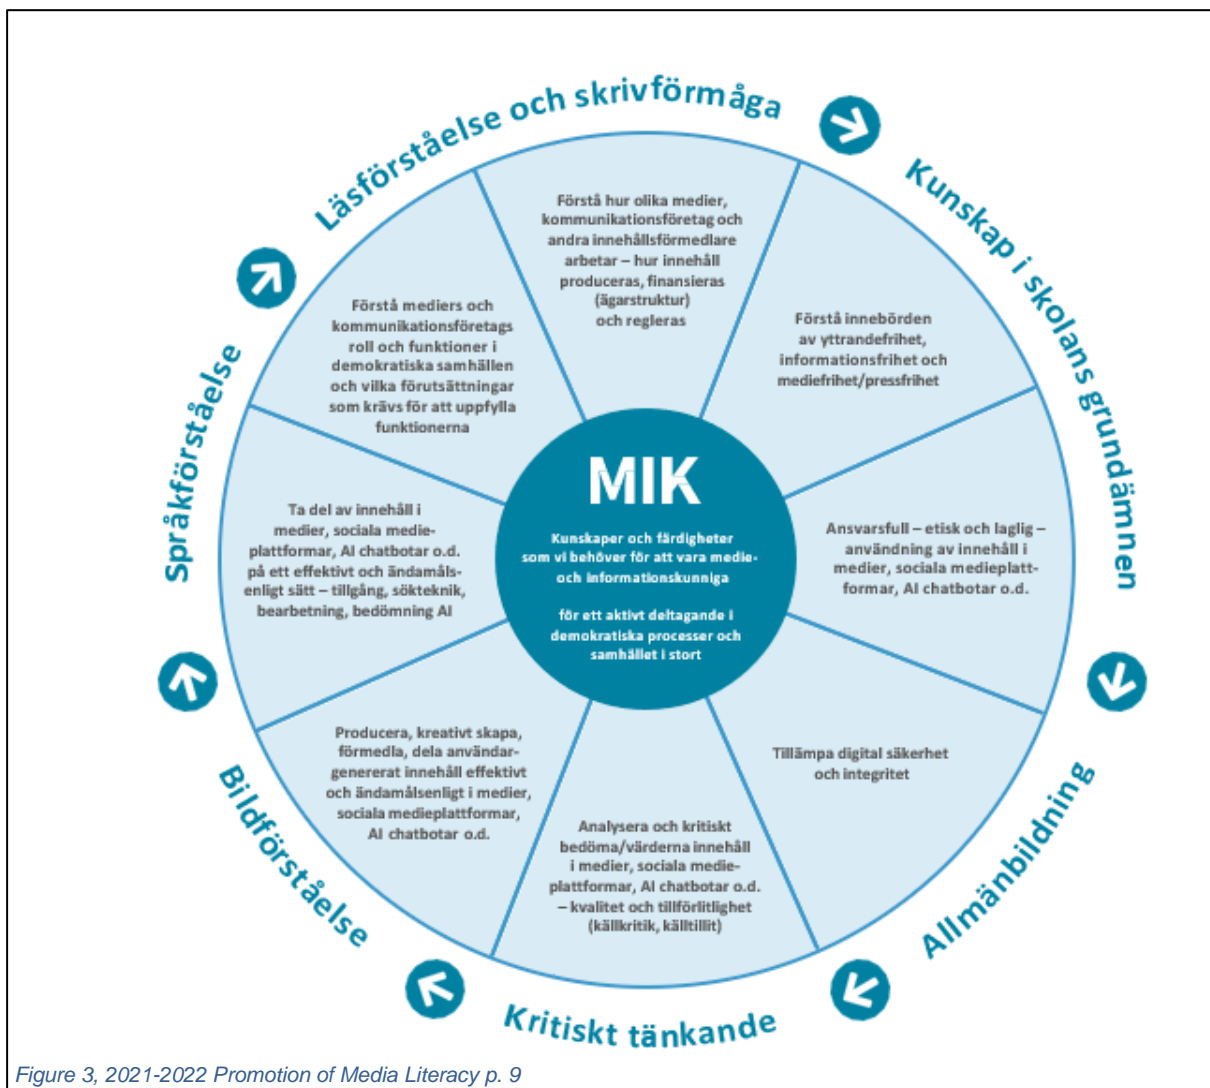 Läsförståelse och skrivförmåga
Kunskap i skolans grundämnen
Allmänbildning
Kritiskt tänkande
Bildförståelse
Språkförståelse
Förstå hur olika medier,
kommunikationsföretag och
andra innehållsförmedlare
arbetar – hur innehåll
produceras, finansieras
(ägarstruktur)
och regleras
Förstå innebörden
av yttrandefrihet,
informationsfrihet och
mediefrihet/pressfrihet
Ansvarsfull – etisk och laglig –
användning av innehåll i
medier, sociala medieplatt-
formar, AI chatbotar o.d.
Tillämpa digital säkerhet
och integritet
Analysera och kritiskt
bedöma/värderna innehåll
i medier, sociala medie-
plattformar, AI chatbotar o.d.
– kvalitet och tillförlitlighet
(källkritik, källtillit)
Producera, kreativt skapa,
förmedla, dela användar-
genererat innehåll effektivt
och ändamålsenligt i medier,
sociala medieplattformar,
AI chatbotar o.d.
Ta del av innehåll i
medier, sociala medie-
plattformar, AI chatbotar o.d.
på ett effektivt och ändamåls-
enligt sätt – tillgång, sökteknik,
bearbetning, bedömning AI
Förstå mediers och
kommunikationsföretags
roll och funktioner i
demokratiska samhällen
och vilka förutsättningar
som krävs för att uppfylla
funktionerna
MIK
Kunskaper och färdigheter
som vi behöver för att vara medie-
och informationskunniga
för ett aktivt deltagande i
demokratiska processer och
samhället i stort
Figure 3, 2021-2022 Promotion of Media Literacy p. 9